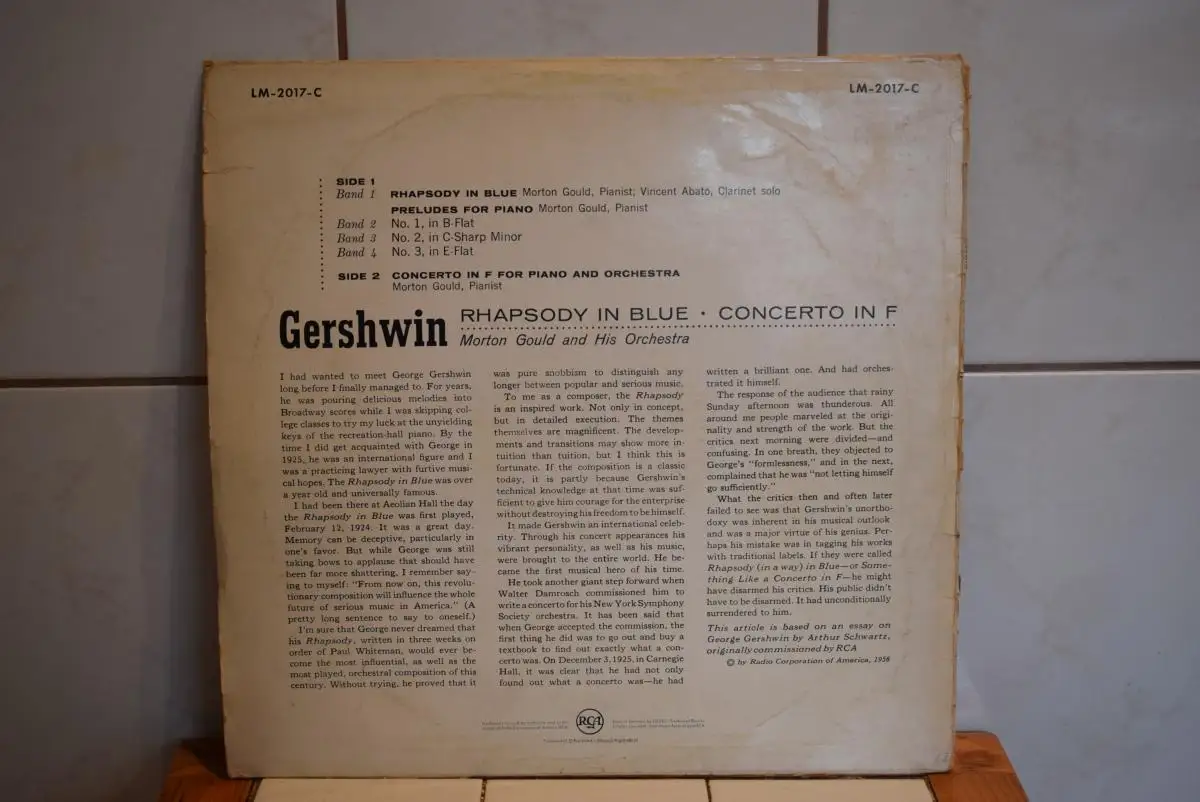 LM-2017-C
LM-2017-C
SIDE 1
Band 1 RHAPSODY IN BLUE Morton Gould, Pianist; Vincent Abato, Clarinet solo
PRELUDES FOR PIANO Morton Gould, Pianist
Band 2 No. 1, in B-Flat
Band 3 No. 2, in C-Sharp Minor
Band 4 No. 3, in E-Flat
SIDE 2 CONCERTO IN F FOR PIANO AND ORCHESTRA
Morton Gould, Pianist
Gershwin
RHAPSODY IN BLUE · CONCERTO IN F
Morton Gould and His Orchestra
I had wanted to meet George Gershwin
long before I finally managed to. For years,
he was pouring delicious melodies into
Broadway scores while I was skipping col-
lege classes to try my luck at the unyielding
keys of the recreation-hall piano. By the
time I did get acquainted with George in
1925, he was an international figure and I
was a practicing lawyer with furtive musi-
cal hopes. The Rhapsody in Blue was over
a year old and universally famous.
I had been there at Aeolian Hall the day
the Rhapsody in Blue was first played,
February 12, 1924. It was a great day.
Memory can be deceptive, particularly in
one's favor. But while George was still
taking bows to applause that should have
been far more shattering, I remember say-
ing to myself: "From now on, this revolu-
tionary composition will influence the whole
future of serious music in America." (A
pretty long sentence to say to oneself.)
I'm sure that George never dreamed that
his Rhapsody, written in three weeks on
order of Paul Whiteman, would ever be-
come the most influential, as well as the
most played, orchestral composition of this
century. Without trying, he proved that it
was pure snobbism to distinguish any
longer between popular and serious music.
To me as a composer, the Rhapsody
is an inspired work. Not only in concept,
but in detailed execution. The themes
themselves are magnificent. The develop-
ments and transitions may show more in-
tuition than tuition, but I think this is
fortunate. If the composition is a classic
today, it is partly because Gershwin's
technical knowledge at that time was suf-
ficient to give him courage for the enterprise
without destroying his freedom to be himself.
It made Gershwin an international celeb-
rity. Through his concert appearances his
vibrant personality, as well as his music,
were brought to the entire world. He be-
came the first musical hero of his time.
He took another giant step forward when
Walter Damrosch commissioned him to
write a concerto for his New York Symphony
Society orchestra. It has been said that
when George accepted the commission, the
first thing he did was to go out and buy a
textbook to find out exactly what a con-
certo was. On December 3, 1925, in Carnegie
Hall, it was clear that he had not only
found out what a concerto was—he had
written a brilliant one. And had orches-
trated it himself.
The response of the audience that rainy
Sunday afternoon was thunderous. All
around me people marveled at the origi-
nality and strength of the work. But the
critics next morning were divided—and
confusing. In one breath, they objected to
George's "formlessness," and in the next,
complained that he was "not letting himself
go sufficiently."
What the critics then and often later
failed to see was that Gershwin's unortho-
doxy was inherent in his musical outlook
and was a major virtue of his genius. Per-
haps his mistake was in tagging his works
with traditional labels. If they were called
Rhapsody (in a way) in Blue—or Some-
thing Like a Concerto in F—he might
have disarmed his critics. His public didn't
have to be disarmed. It had unconditionally
surrendered to him.
This article is based on an essay on
George Gershwin by Arthur Schwartz,
originally commissioned by RCA
© by Radio Corporation of America, 1956
RCA